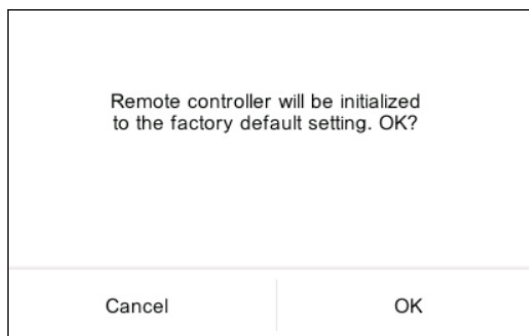 Remote controller will be initialized
to the factory default setting. OK?
Cancel
OK